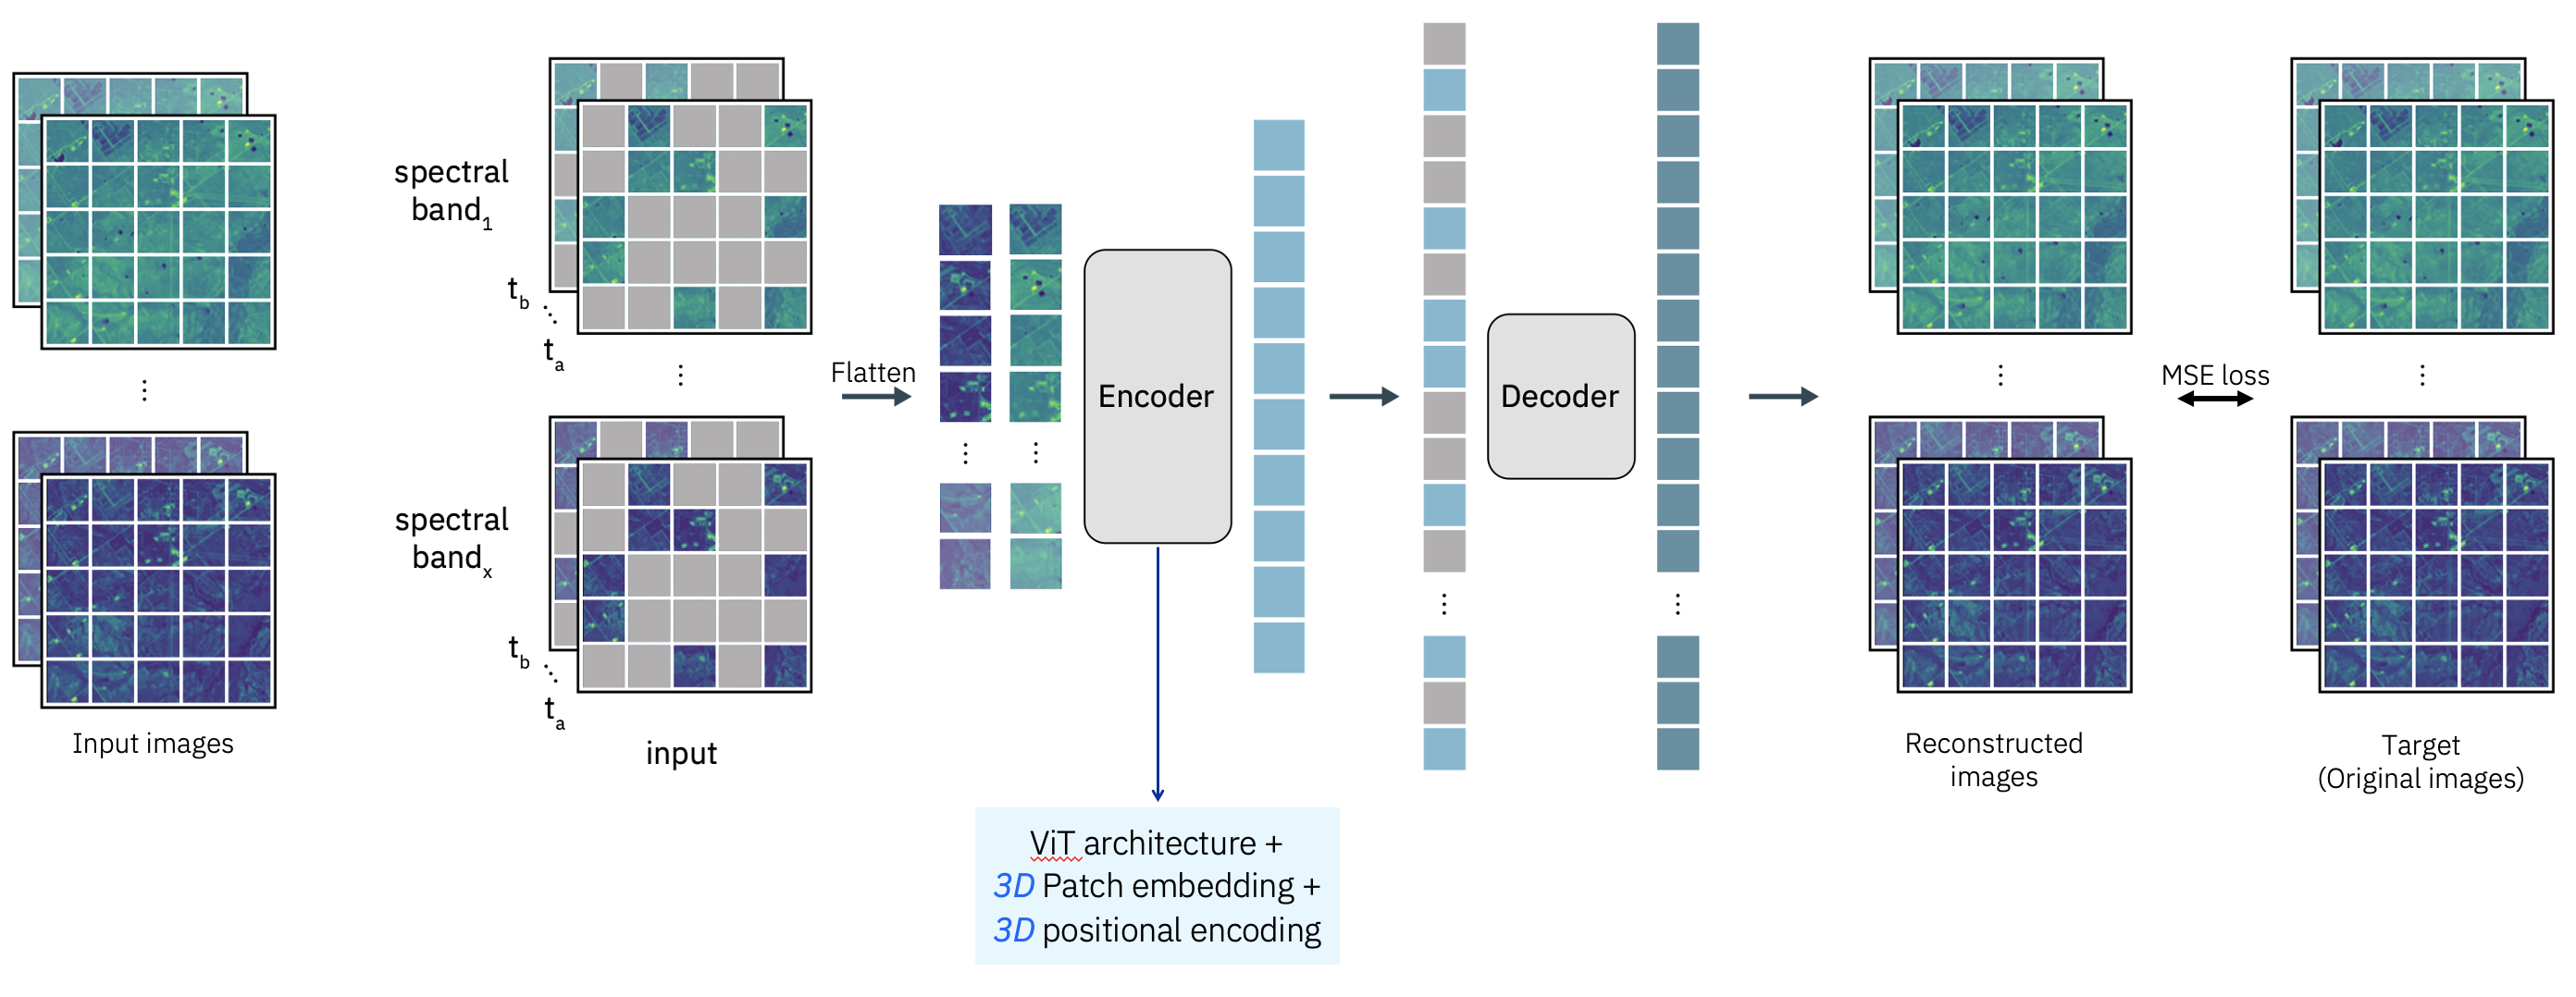 Input images
spectral
band1
tb
ta
spectral
bandx
tb
ta
input
Flatten
Encoder
ViT architecture +
3D Patch embedding +
3D positional encoding
Decoder
Reconstructed
images
MSE loss
Target
(Original images)